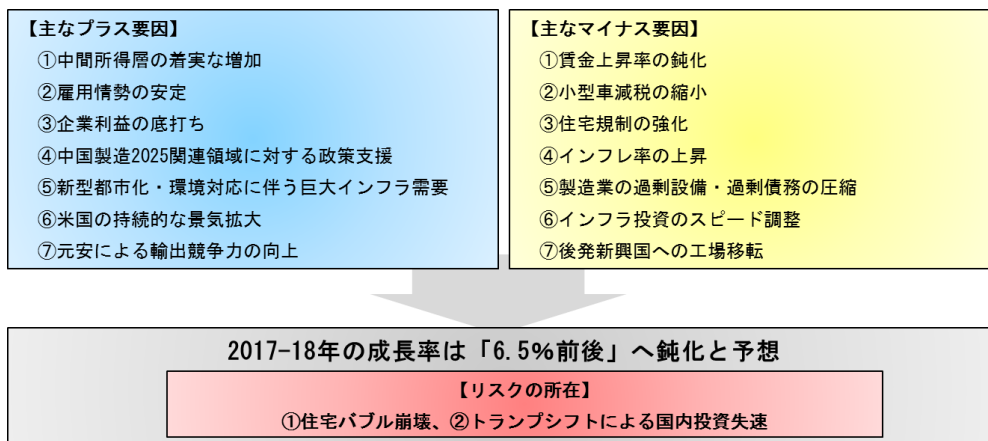 【主なプラス要因】
①中間所得層の着実な増加
②雇用情勢の安定
③企業利益の底打ち
④中国製造2025関連領域に対する政策支援
⑤新型都市化・環境対応に伴う巨大インフラ需要
⑥米国の持続的な景気拡大
⑦元安による輸出競争力の向上
【主なマイナス要因】
①賃金上昇率の鈍化
②小型車減税の縮小
③住宅規制の強化
④インフレ率の上昇
⑤製造業の過剰設備・過剰債務の圧縮
⑥インフラ投資のスピード調整
⑦後発新興国への工場移転
2017-18年の成長率は「6.5%前後」へ鈍化と予想
【リスクの所在】
①住宅バブル崩壊、②トランプシフトによる国内投資失速